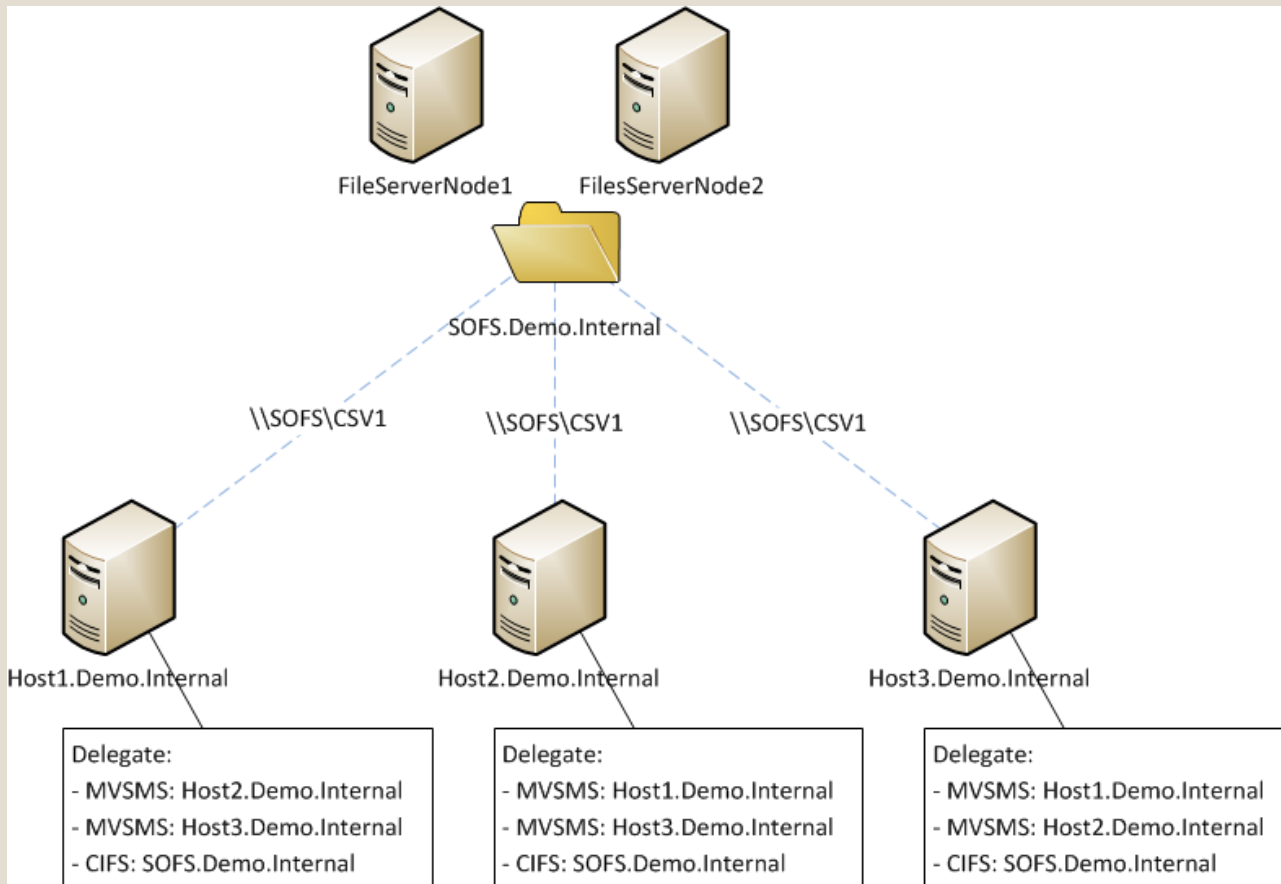 FileServerNode1
FilesServerNode2
SOFS.Demo.Internal
\\SOFS\CSV1
\\SOFS\CSV1
\\SOFS\CSV1
Host1.Demo.Internal
Host2.Demo.Internal
Host3.Demo.Internal
Delegate:
- MVSMS: Host2.Demo.Internal
- MVSMS: Host3.Demo.Internal
- CIFS: SOFS.Demo.Internal
Delegate:
- MVSMS: Host1.Demo.Internal
- MVSMS: Host3.Demo.Internal
- CIFS: SOFS.Demo.Internal
Delegate:
- MVSMS: Host1.Demo.Internal
- MVSMS: Host2.Demo.Internal
- CIFS: SOFS.Demo.Internal